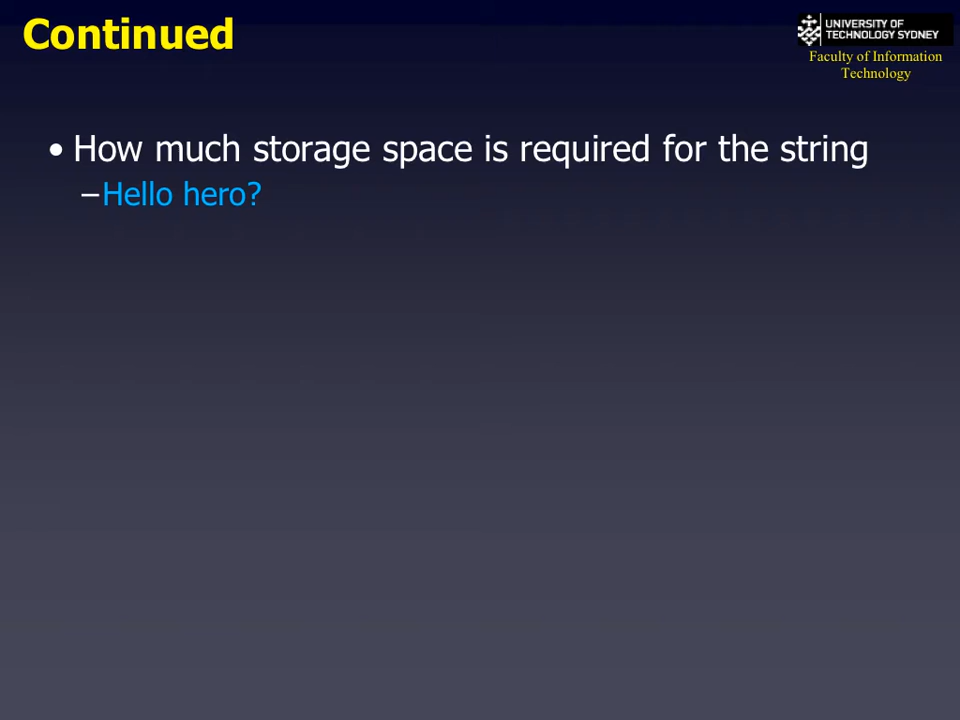 Continued
UNIVERSITY OF
TECHNOLOGY SYDNEY
Faculty of Information
Technology
• How much storage space is required for the string
–Hello hero?